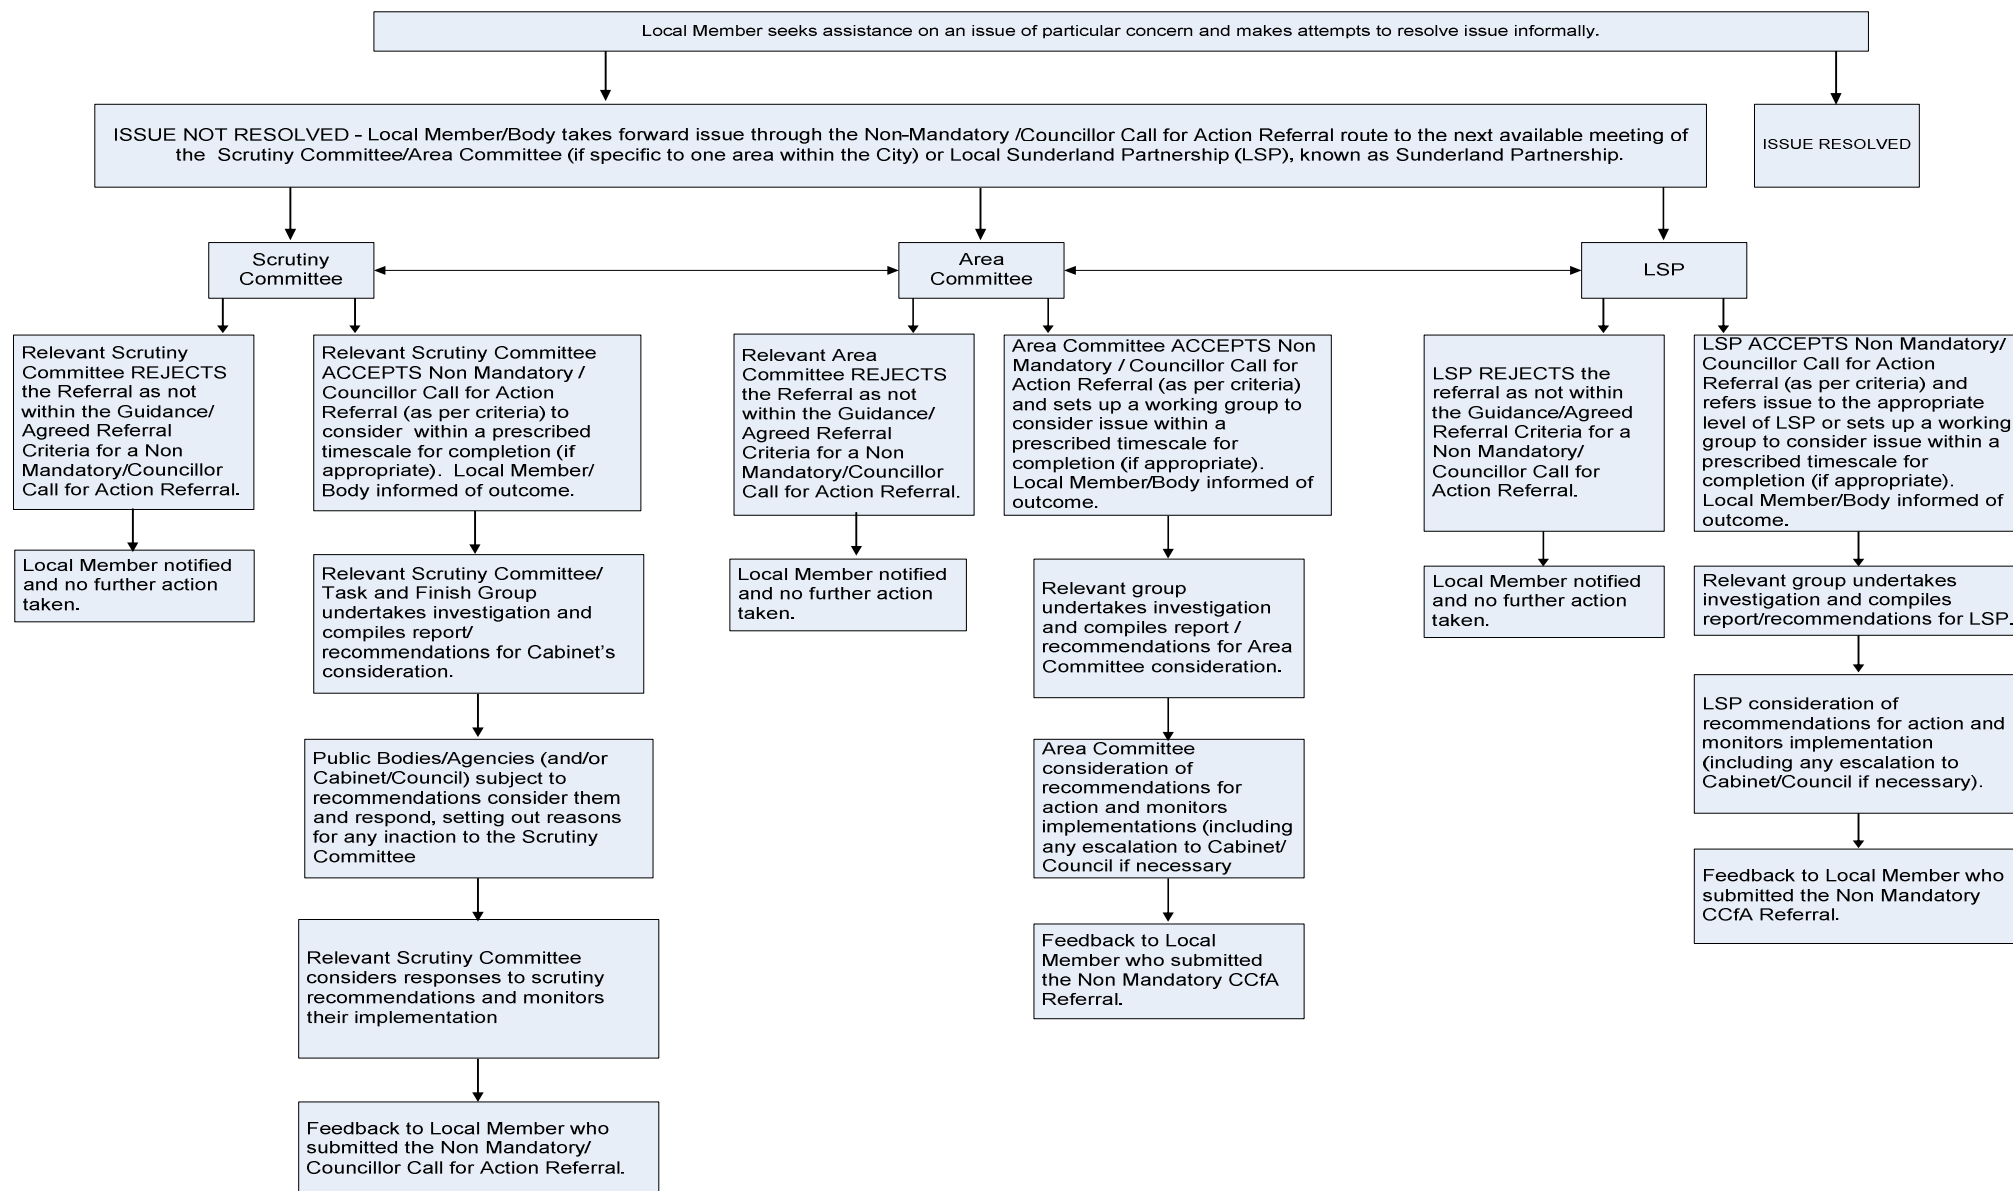 Local Member seeks assistance on an issue of particular concern and makes attempts to resolve issue informally.
ISSUE NOT RESOLVED - Local Member/Body takes forward issue through the Non-Mandatory /Councillor Call for Action Referral route to the next available meeting of
the Scrutiny Committee/Area Committee (if specific to one area within the City) or Local Sunderland Partnership (LSP), known as Sunderland Partnership.
ISSUE RESOLVED
Scrutiny
Committee
Area
Committee
LSP
Relevant Scrutiny
Committee REJECTS
the Referral as not
within the Guidance/
Agreed Referral
Criteria for a Non
Mandatory/Councillor
Call for Action Referral.
Local Member notified
and no further action
taken.
Relevant Scrutiny Committee
ACCEPTS Non Mandatory /
Councillor Call for Action
Referral (as per criteria) to
consider within a prescribed
timescale for completion (if
appropriate). Local Member/
Body informed of outcome.
Relevant Scrutiny Committee/
Task and Finish Group
undertakes investigation and
compiles report/
recommendations for Cabinet's
consideration.
Public Bodies/Agencies (and/or
Cabinet/Council) subject to
recommendations consider them
and respond, setting out reasons
for any inaction to the Scrutiny
Committee
Relevant Scrutiny Committee
considers responses to scrutiny
recommendations and monitors
their implementation
Feedback to Local Member who
submitted the Non Mandatory/
Councillor Call for Action Referral.
Relevant Area
Committee REJECTS
the Referral as not
within the Guidance/
Agreed Referral
Criteria for a Non
Mandatory/Councillor
Call for Action Referral.
Local Member notified
and no further action
taken.
Area Committee ACCEPTS Non
Mandatory / Councillor Call for
Action Referral (as per criteria)
and sets up a working group to
consider issue within a
prescribed timescale for
completion (if appropriate).
Local Member/Body informed of
outcome.
Relevant group
undertakes investigation
and compiles report /
recommendations for Area
Committee consideration.
Area Committee
consideration of
recommendations for
action and monitors
implementations (including
any escalation to Cabinet/
Council if necessary
Feedback to Local
Member who submitted
the Non Mandatory CCfA
Referral.
LSP REJECTS the
referral as not within
the Guidance/Agreed
Referral Criteria for a
Non Mandatory/
Councillor Call for
Action Referral.
Local Member notified
and no further action
taken.
LSP ACCEPTS Non Mandatory/
Councillor Call for Action
Referral (as per criteria) and
refers issue to the appropriate
level of LSP or sets up a working
group to consider issue within a
prescribed timescale for
completion (if appropriate).
Local Member/Body informed of
outcome.
Relevant group undertakes
investigation and compiles
report/recommendations for LSP.
LSP consideration of
recommendations for action and
monitors implementation
(including any escalation to
Cabinet/Council if necessary).
Feedback to Local Member who
submitted the Non Mandatory
CCfA Referral.